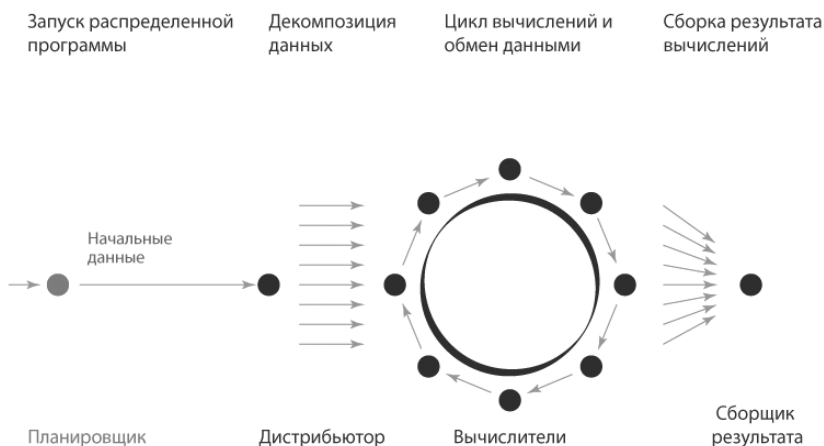 Запуск распределенной
программы
Декомпозиция
данных
Цикл вычислений и
обмен данными
Сборка результата
вычислений
Начальные
данные
Планировщик
Дистрибьютор
Вычислители
Сборщик
результата